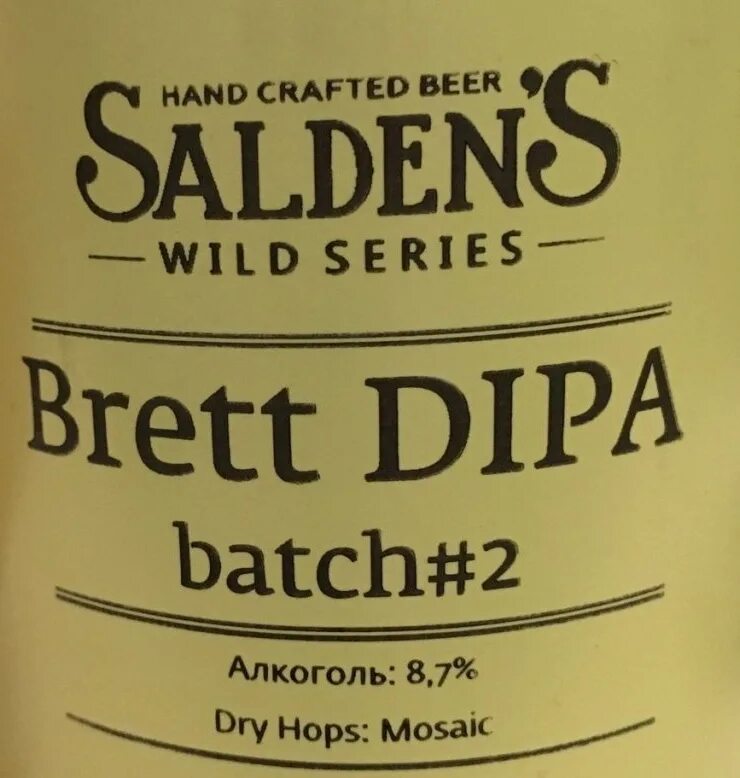 HAND CRAFTED BEER
SALDEN'S
WILD SERIES
Brett DIPA
batch#2
Алкоголь: 8,7%
Dry Hops: Mosaic